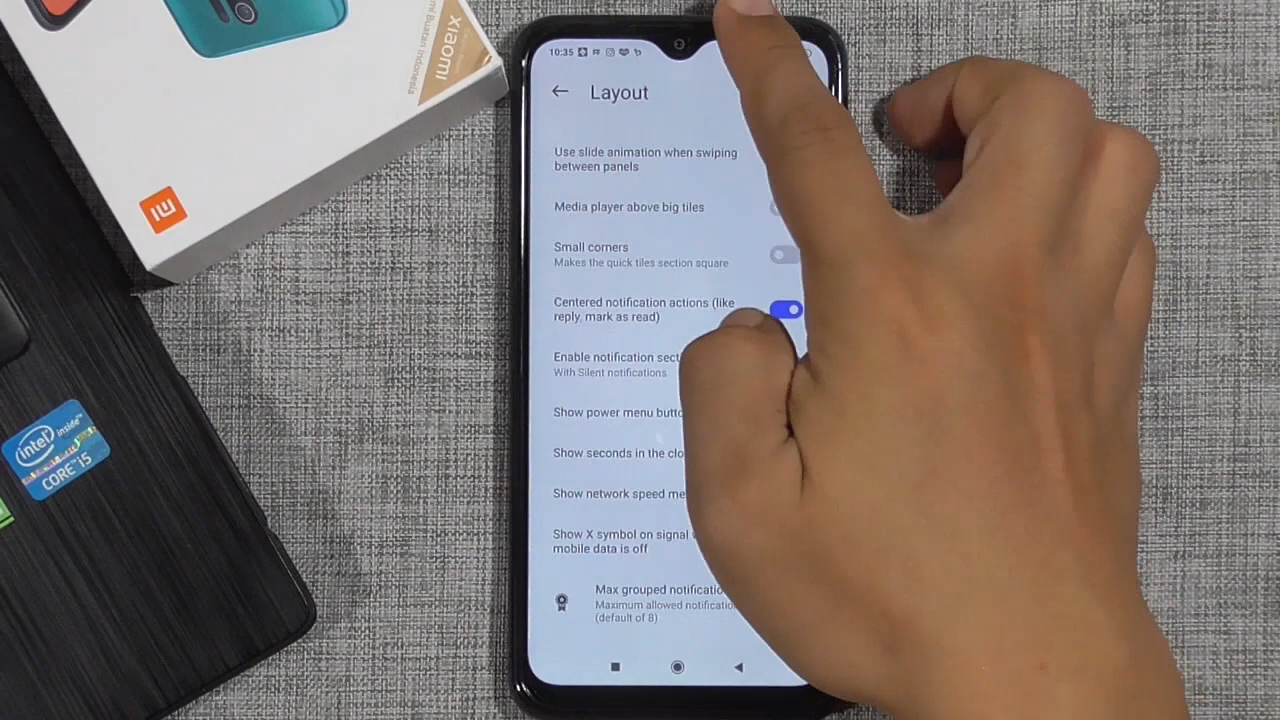 xiaomi
mi Buatan Indonesia
intel inside™
CORE™ i5
10:35
Layout
Use slide animation when swiping
between panels
Media player above big tiles
Small corners
Makes the quick tiles section square
Centered notification actions (like
reply, mark as read)
Enable notification sect
With Silent notifications
Show power menu butto
Show seconds in the clo
Show network speed me
Show X symbol on signal
mobile data is off
Max grouped notificatio
Maximum allowed notificatio
(default of 8)